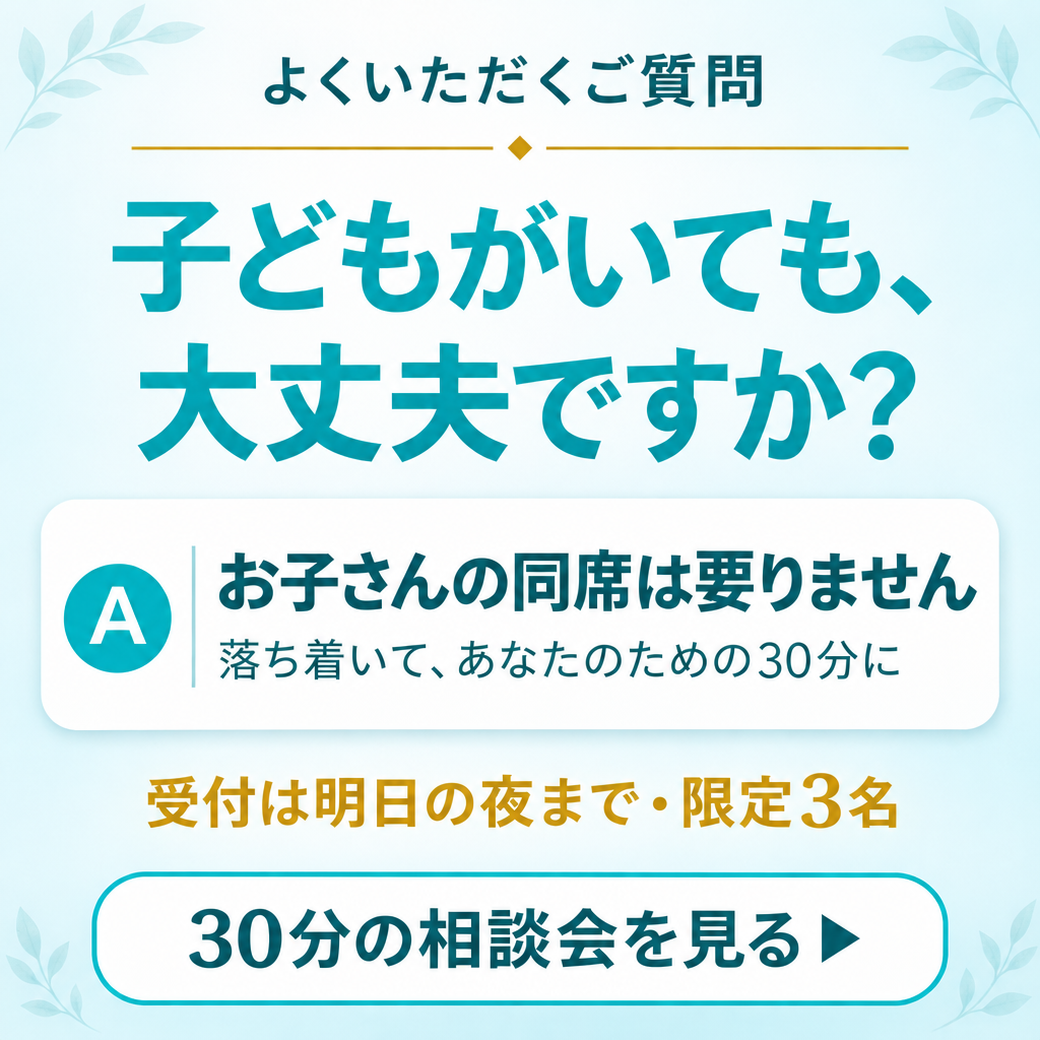 よくいただくご質問
子どもがいても、
大丈夫ですか?
A
お子さんの同席は要りません
落ち着いて、あなたのための30分に
受付は明日の夜まで・限定3名
30分の相談会を見る▶